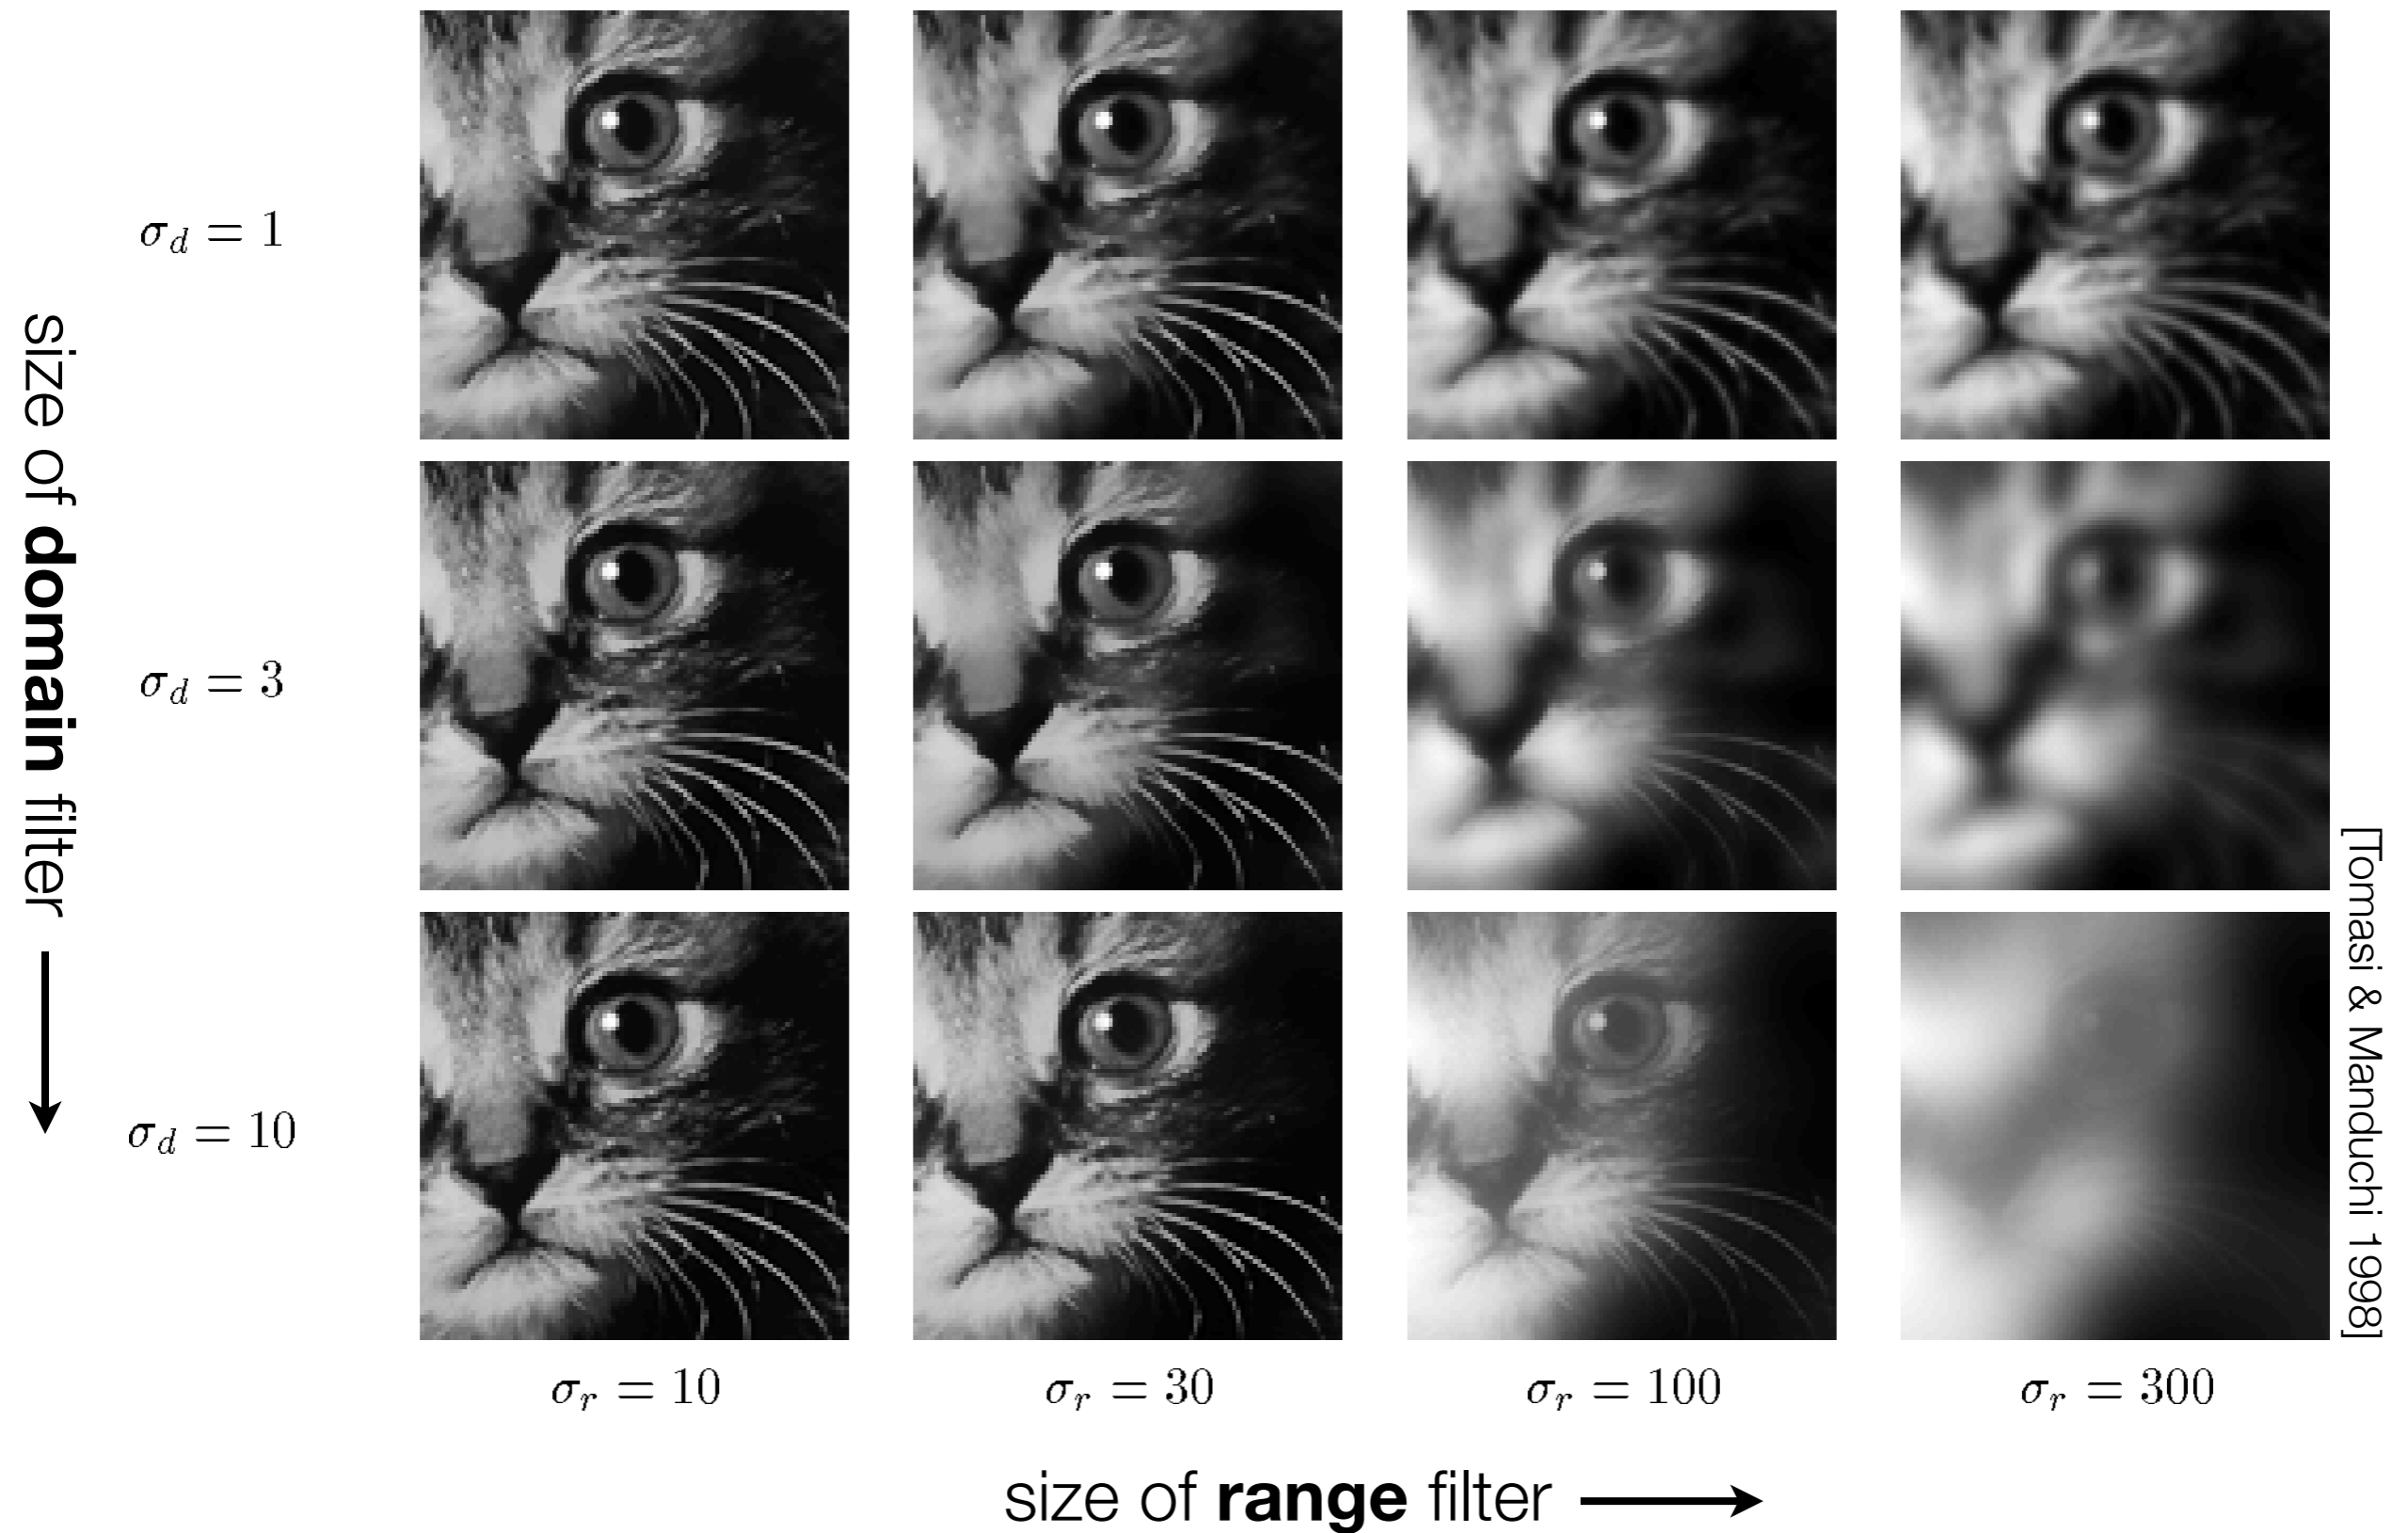 size of domain filter
σ_d = 1
σ_d = 3
σ_d = 10
σ_r = 10
σ_r = 30
σ_r = 100
σ_r = 300
size of range filter
[Tomasi & Manduchi 1998]